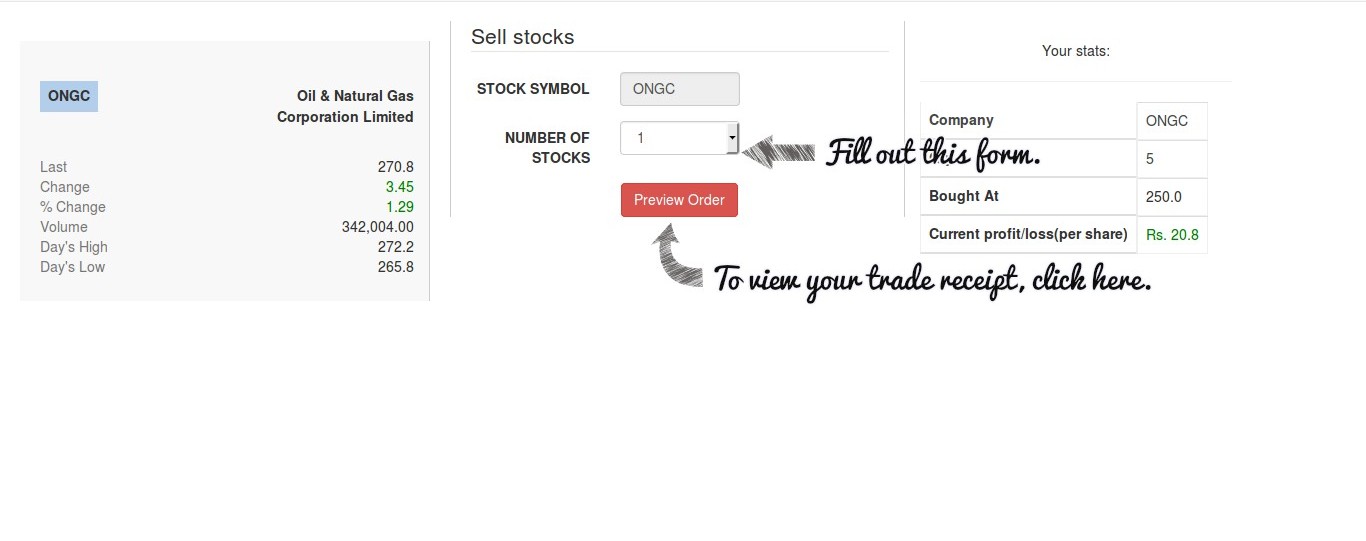 ONGC
Oil & Natural Gas
Corporation Limited
Last 270.8
Change 3.45
% Change 1.29
Volume 342,004.00
Day's High 272.2
Day's Low 265.8
Sell stocks
STOCK SYMBOL ONGC
NUMBER OF
STOCKS 1
Fill out this form.
Preview Order
To view your trade receipt, click here.
Your stats:
Company ONGC
5
Bought At 250.0
Current profit/loss(per share) Rs. 20.8